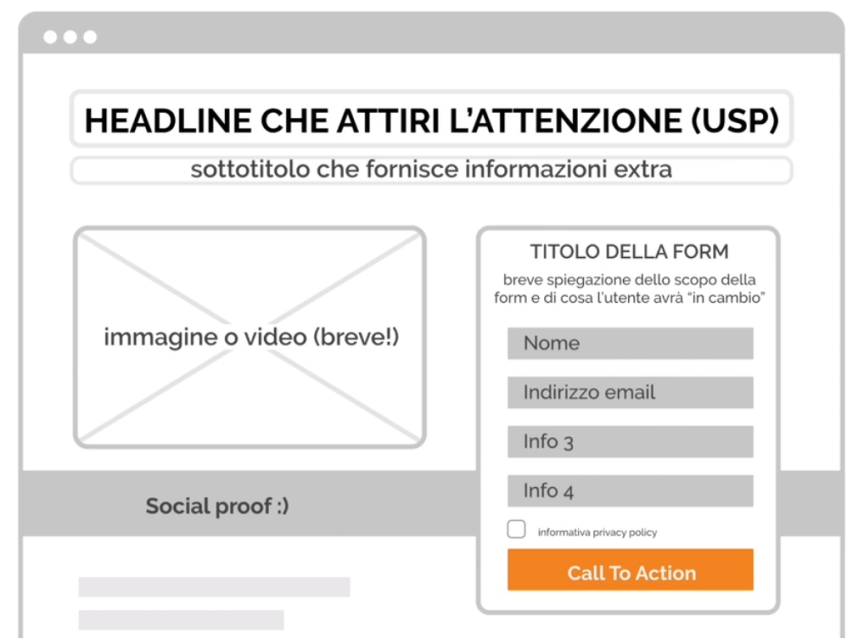 HEADLINE CHE ATTIRI L'ATTENZIONE (USP)
sottotitolo che fornisce informazioni extra
immagine o video (breve!)
TITOLO DELLA FORM
breve spiegazione dello scopo della
form e di cosa l'utente avrà "in cambio"
Nome
Indirizzo email
Info 3
Info 4
informativa privacy policy
Call To Action
Social proof :)